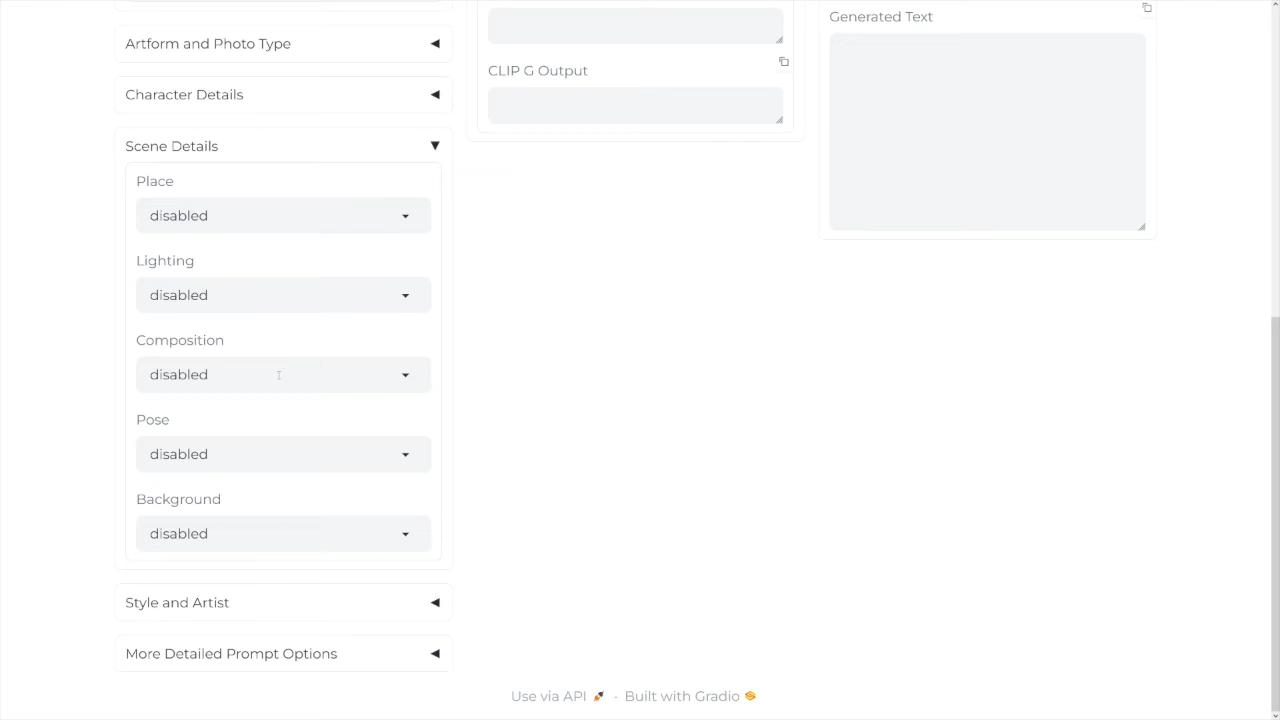 Artform and Photo Type
Character Details
Scene Details
Place
disabled
Lighting
disabled
Composition
disabled
Pose
disabled
Background
disabled
Style and Artist
More Detailed Prompt Options
CLIP G Output
Generated Text
Use via API 🚀 · Built with Gradio